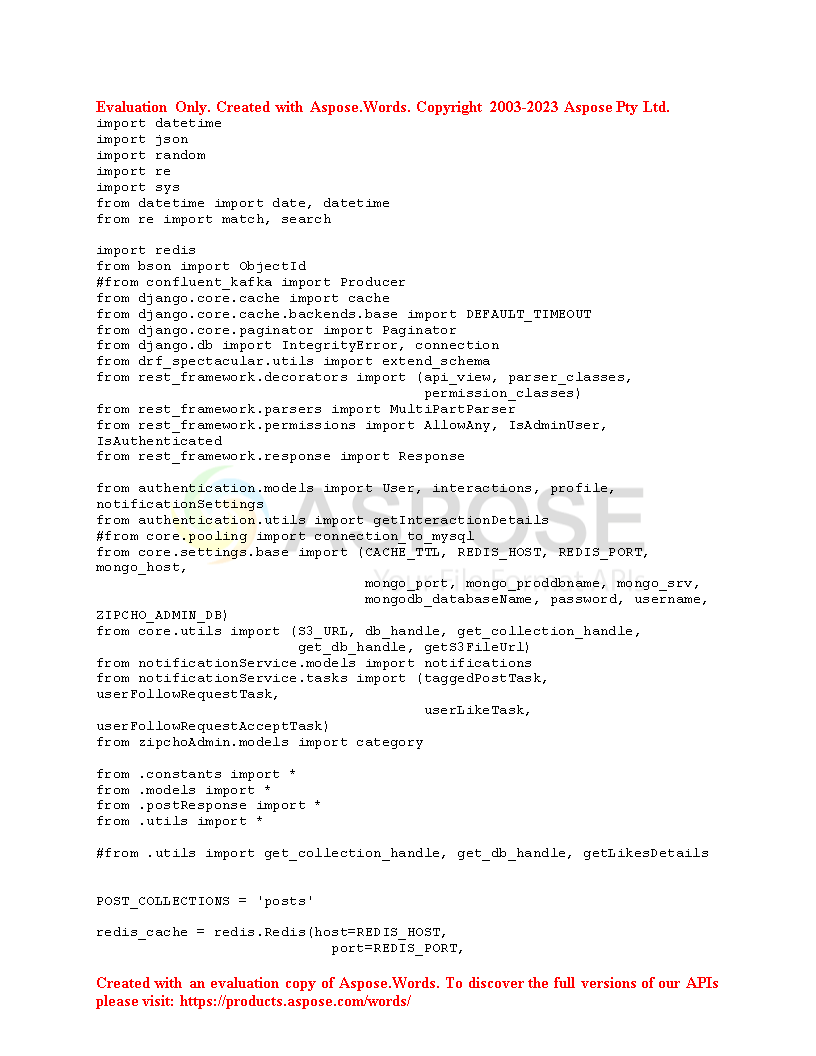 Evaluation Only. Created with Aspose.Words. Copyright 2003-2023 Aspose Pty Ltd.
import datetime
import json
import random
import re
import sys
from datetime import date, datetime
from re import match, search

import redis
from bson import ObjectId
#from confluent_kafka import Producer
from django.core.cache import cache
from django.core.cache.backends.base import DEFAULT_TIMEOUT
from django.core.paginator import Paginator
from django.db import IntegrityError, connection
from drf_spectacular.utils import extend_schema
from rest_framework.decorators import (api_view, parser_classes,
                                       permission_classes)
from rest_framework.parsers import MultiPartParser
from rest_framework.permissions import AllowAny, IsAdminUser,
IsAuthenticated
from rest_framework.response import Response

from authentication.models import User, interactions, profile,
notificationSettings
ASPOSE
from authentication.utils import getInteractionDetails
#from core.pooling import connection_to_mysql
from core.settings.base import (CACHE_TTL, REDIS_HOST, REDIS_PORT,
mongo_host,
Your File Format APIs
                                mongo_port, mongo_proddbname, mongo_srv,
                                mongodb_databaseName, password, username,
ZIPCHO_ADMIN_DB)
from core.utils import (S3_URL, db_handle, get_collection_handle,
                        get_db_handle, getS3FileUrl)
from notificationService.models import notifications
from notificationService.tasks import (taggedPostTask,
userFollowRequestTask,
                                       userLikeTask,
userFollowRequestAcceptTask)
from zipchoAdmin.models import category

from .constants import *
from .models import *
from .postResponse import *
from .utils import *

#from .utils import get_collection_handle, get_db_handle, getLikesDetails

POST_COLLECTIONS = 'posts'

redis_cache = redis.Redis(host=REDIS_HOST,
                            port=REDIS_PORT,

Created with an evaluation copy of Aspose.Words. To discover the full versions of our APIs
please visit: https://products.aspose.com/words/